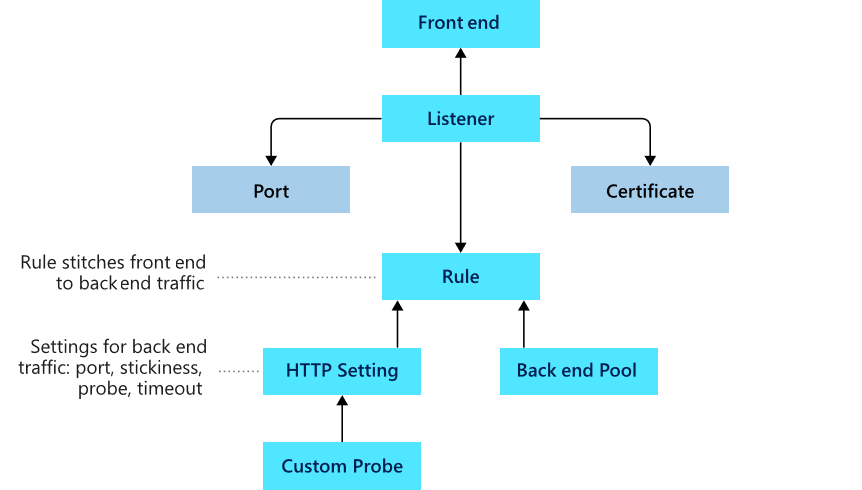 Front end
Listener
Port
Certificate
Rule stitches front end
to back end traffic
Rule
Settings for back end
traffic: port, stickiness,
probe, timeout
HTTP Setting
Back end Pool
Custom Probe